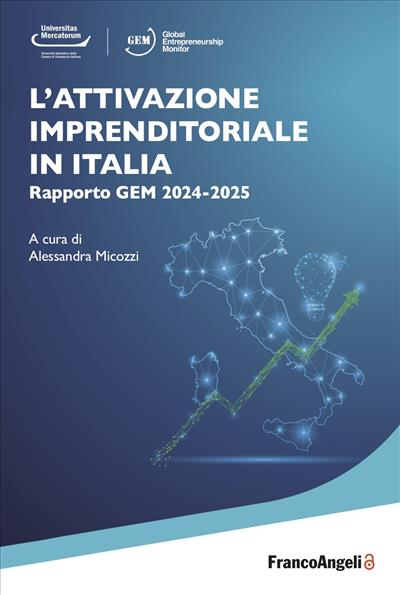 Universitas
Mercatorum
Università telematica delle
Camere di Commercio Italiane
GEM
Global
Entrepreneurship
Monitor
L'ATTIVAZIONE
IMPRENDITORIALE
IN ITALIA
Rapporto GEM 2024-2025
A cura di
Alessandra Micozzi
FrancoAngeli